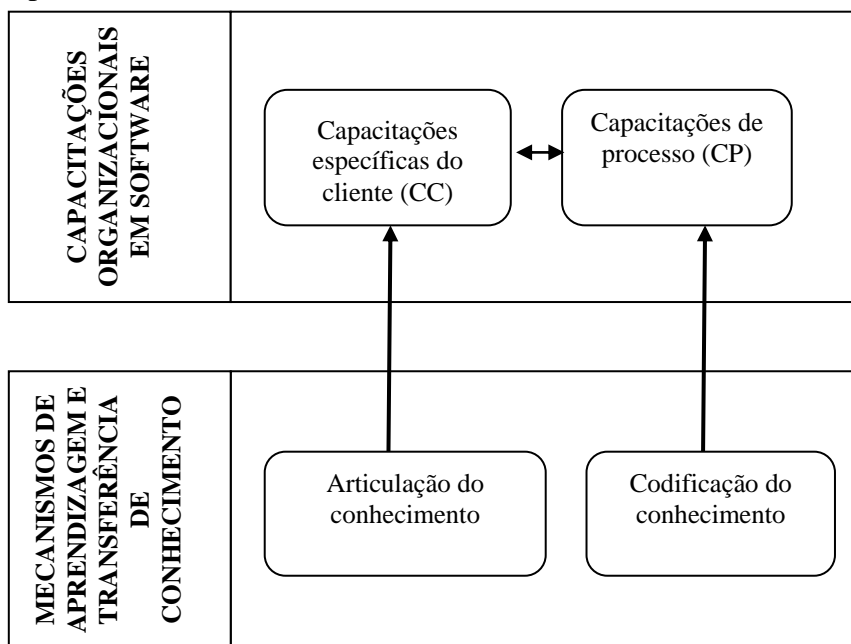 CAPACITAÇÕES
ORGANIZACIONAIS
EM SOFTWARE
Capacitações
específicas do
cliente (CC)
Capacitações de
processo (CP)
MECANISMOS DE
APRENDIZAGEM E
TRANSFERÊNCIA
DE
CONHECIMENTO
Articulação do
conhecimento
Codificação do
conhecimento